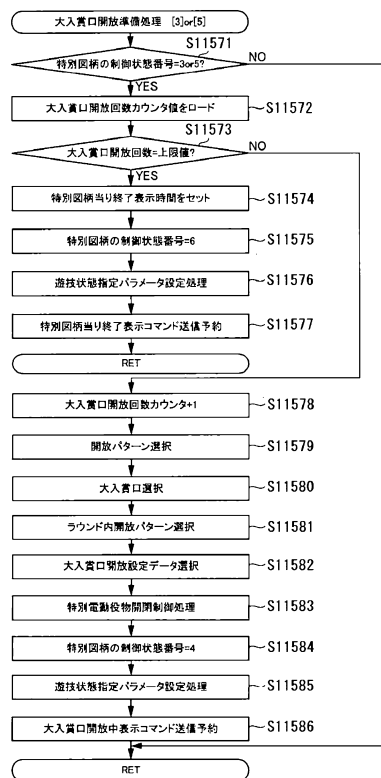 大入賞口開放準備処理 [3]or[5]
S11571
特別図柄の制御状態番号=3or5?
NO
YES
大入賞口開放回数カウンタ値をロード
S11572
S11573
大入賞口開放回数=上限値?
NO
YES
特別図柄当り終了表示時間をセット
S11574
特別図柄の制御状態番号=6
S11575
遊技状態指定パラメータ設定処理
S11576
特別図柄当り終了表示コマンド送信予約
S11577
RET
大入賞口開放回数カウンタ+1
S11578
開放パターン選択
S11579
大入賞口選択
S11580
ラウンド内開放パターン選択
S11581
大入賞口開放設定データ選択
S11582
特別電動役物開閉制御処理
S11583
特別図柄の制御状態番号=4
S11584
遊技状態指定パラメータ設定処理
S11585
大入賞口開放中表示コマンド送信予約
S11586
RET